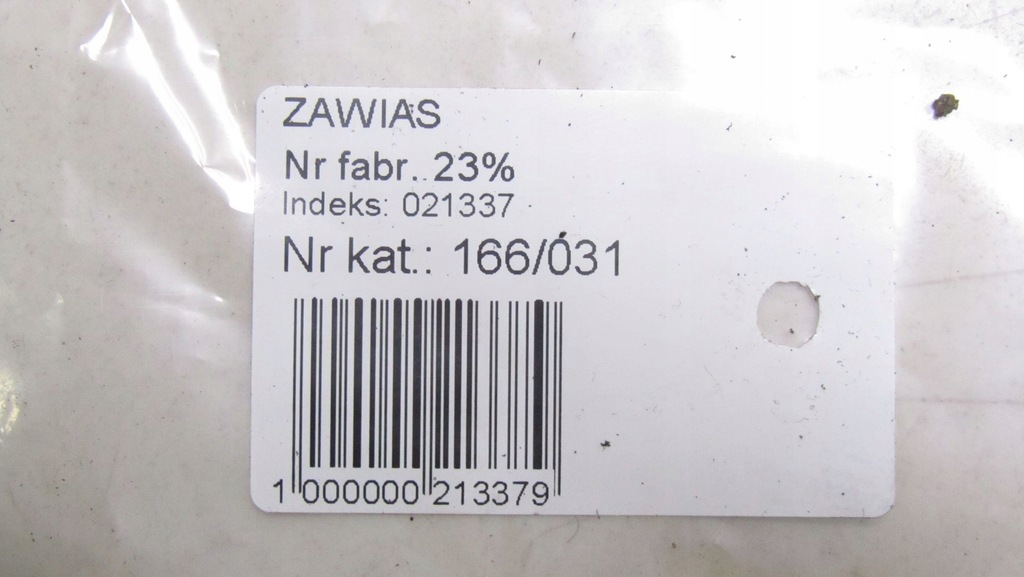 ZAWIAS
Nr fabr.. 23%
Indeks: 021337
Nr kat.: 166/031
1 000000 213379